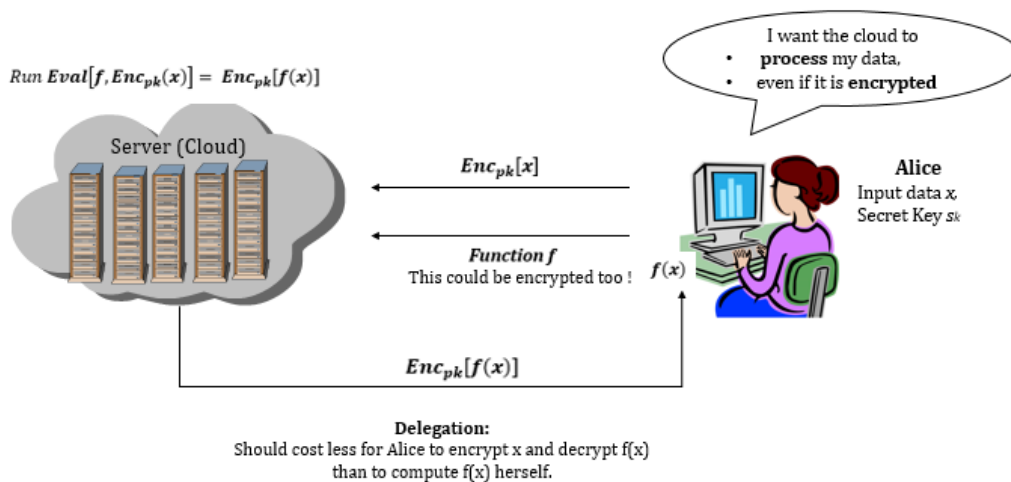 I want the cloud to
• process my data,
• even if it is encrypted
Run Eval[f, Enc_pk(x)] = Enc_pk[f(x)]
Server (Cloud)
Enc_pk[x]
Alice
Input data x,
Secret Key s_k
Function f
This could be encrypted too !
f(x)
Enc_pk[f(x)]
Delegation:
Should cost less for Alice to encrypt x and decrypt f(x)
than to compute f(x) herself.